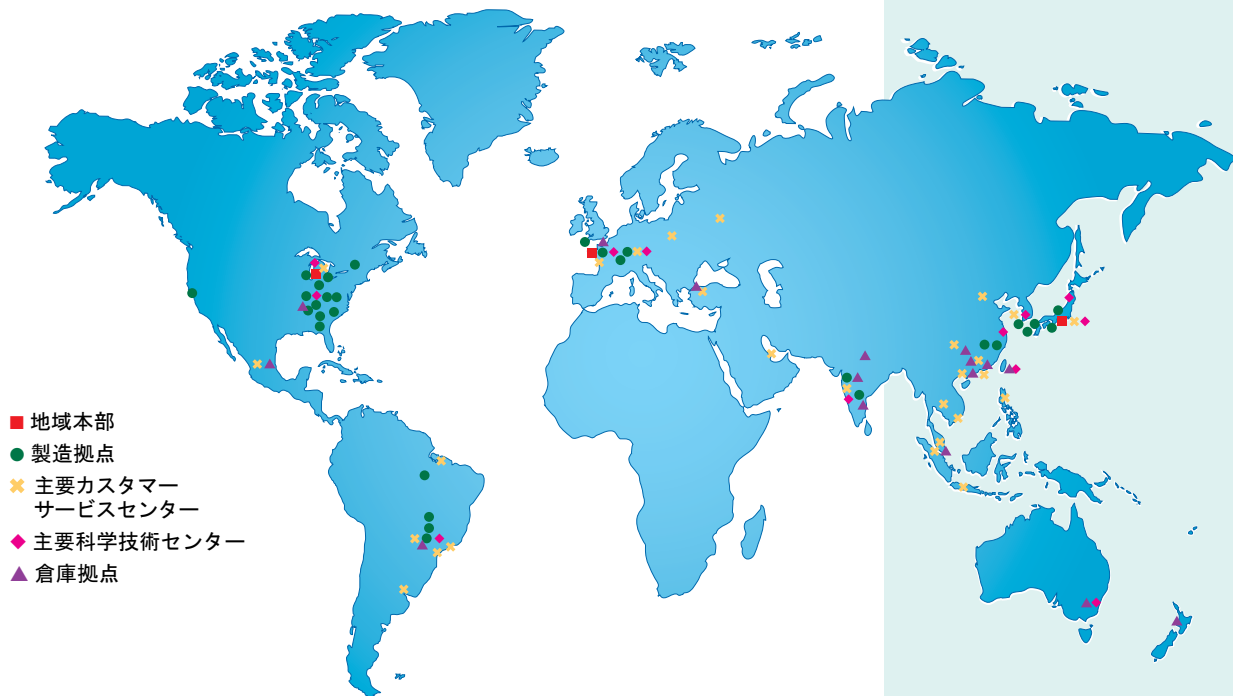 地域本部
製造拠点
主要カスタマー
サービスセンター
主要科学技術センター
倉庫拠点